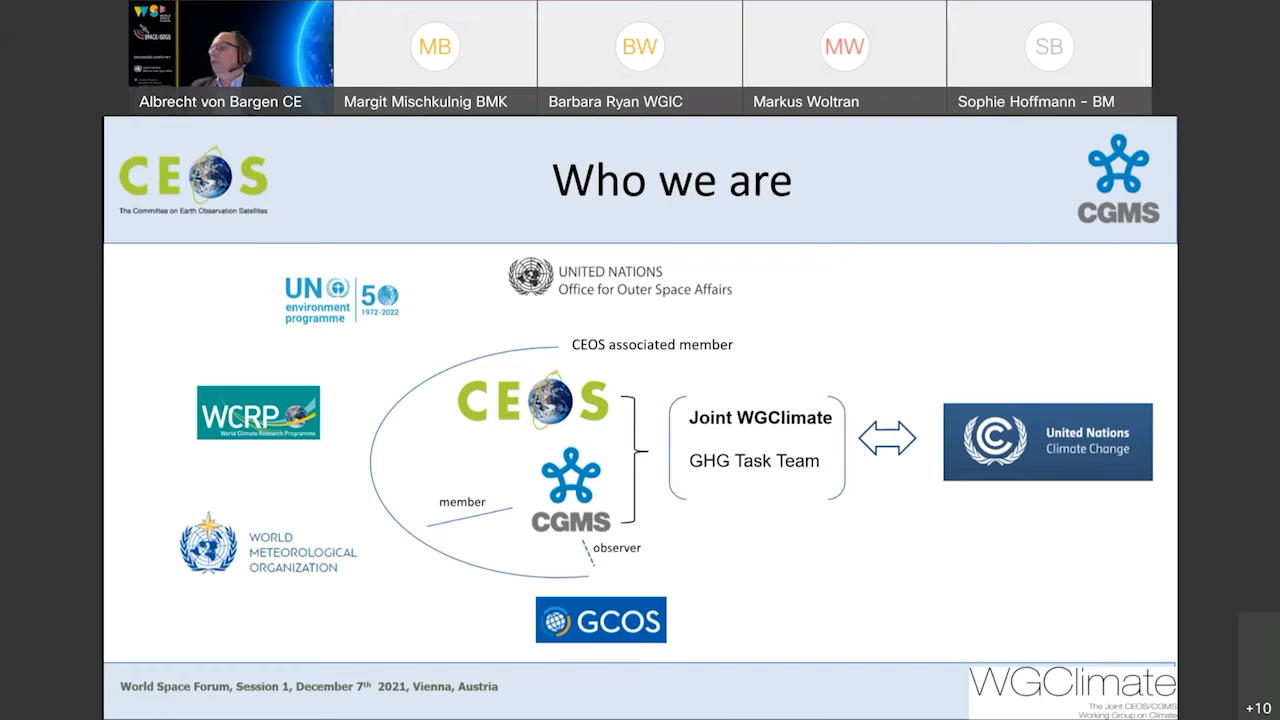 MB
BW
MW
SB
Albrecht von Bargen CE
Margit Mischkulnig BMK
Barbara Ryan WGIC
Markus Woltran
Sophie Hoffmann - BM
CEOS
The Committee on Earth Observation Satellites
Who we are
CGMS
UN
environment
programme
50
1972-2022
UNITED NATIONS
Office for Outer Space Affairs
CEOS associated member
WCRP
World Climate Research Programme
CEOS
Joint WGClimate
GHG Task Team
United Nations
Climate Change
member
CGMS
observer
WORLD
METEOROLOGICAL
ORGANIZATION
GCOS
World Space Forum, Session 1, December 7th 2021, Vienna, Austria
WGClimate
The Joint CEOS/CGMS
Working Group on Climate
+10